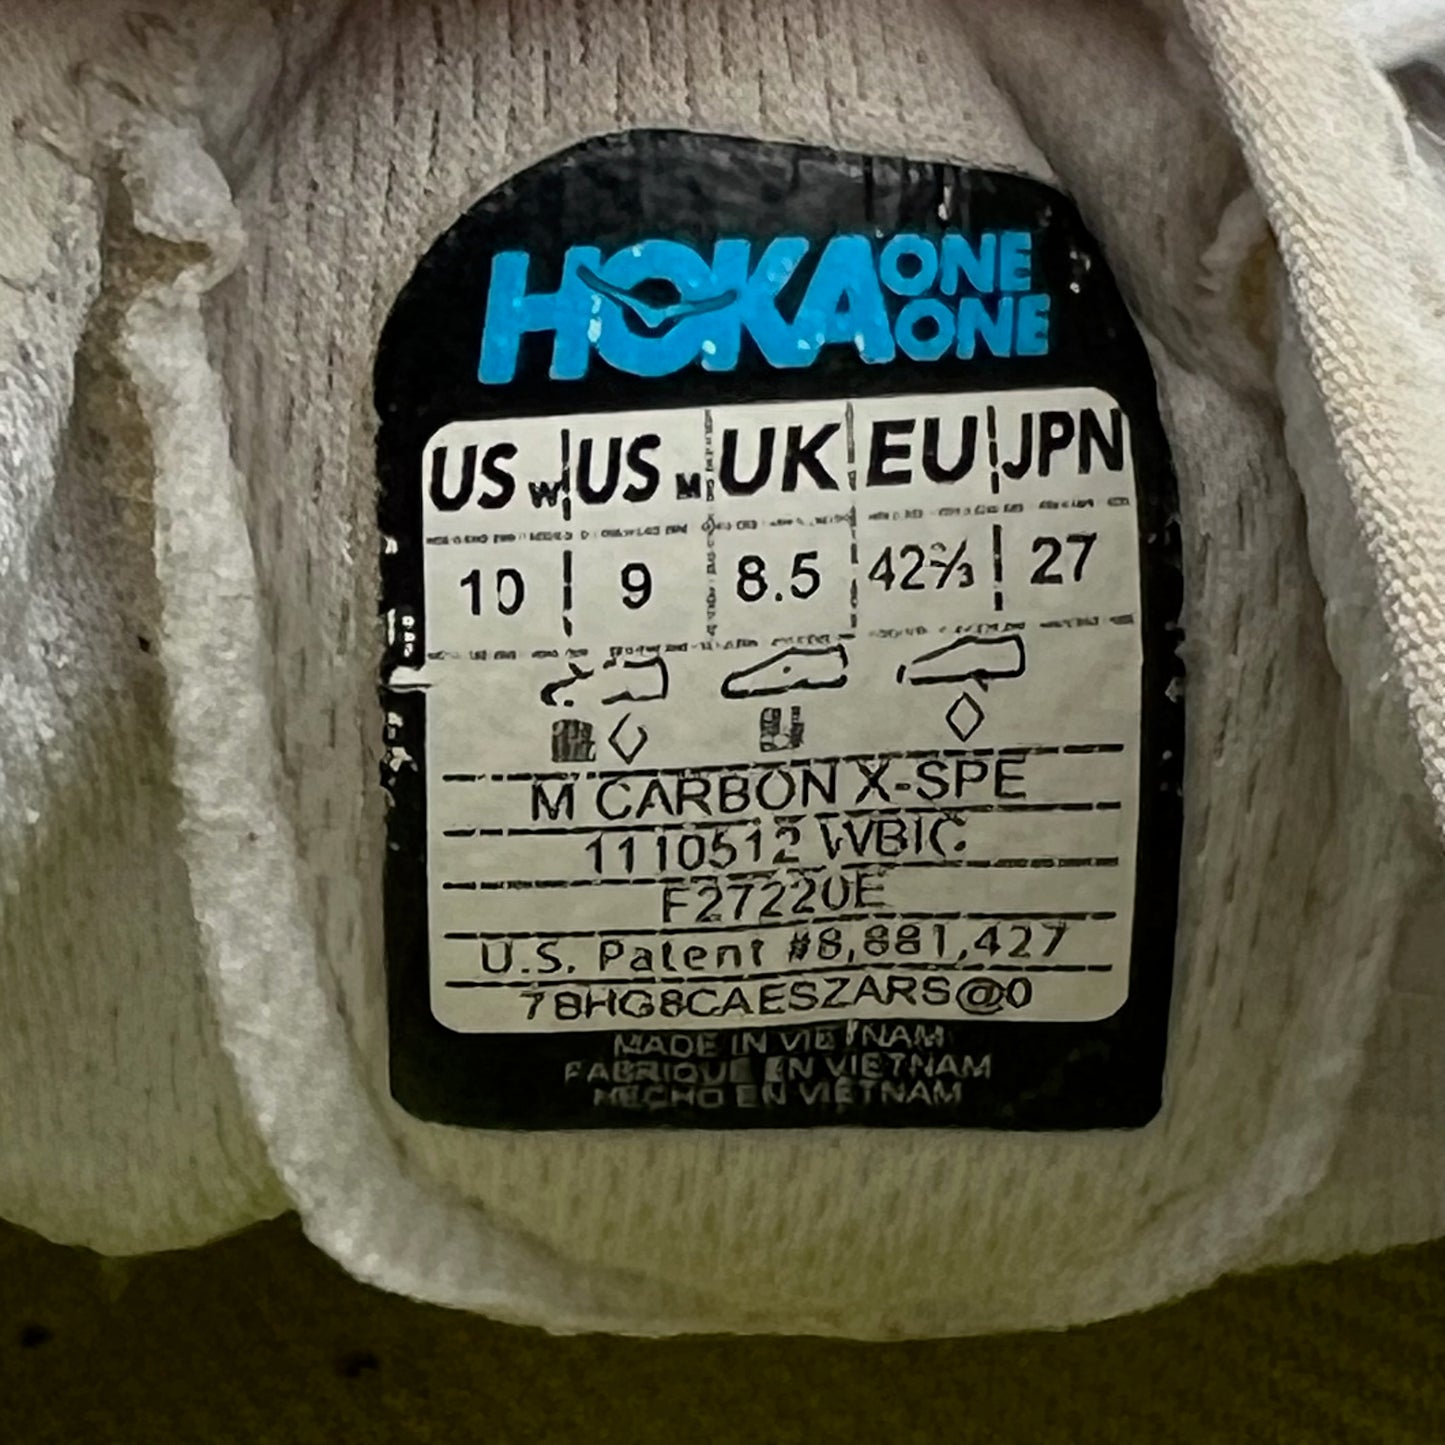 HOKA ONE ONE
US W US M UK EU JPN
10 9 8.5 42⅔ 27
M CARBON X-SPE
1110512 WBIC
F27220E
U.S. Patent #8,881,427
78HG8CAESZARS@0
MADE IN VIETNAM
FABRIQUE EN VIETNAM
HECHO EN VIETNAM